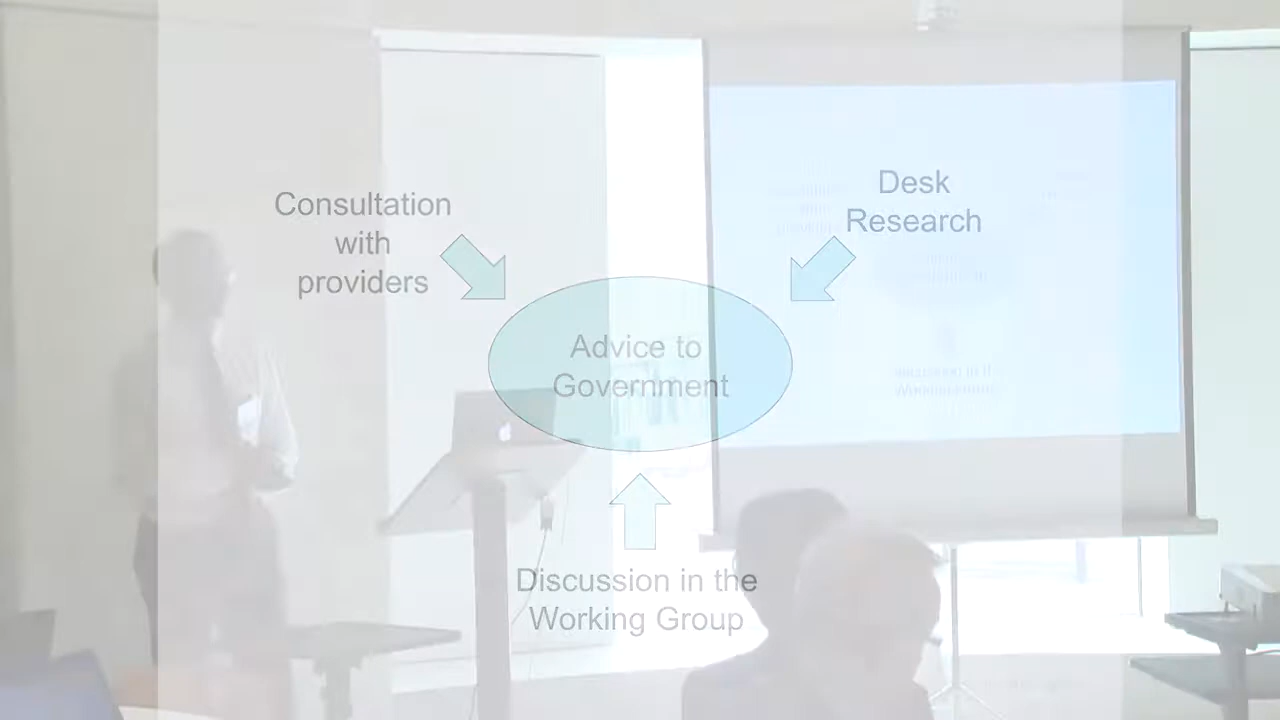 Consultation
with
providers
Desk
Research
Advice to
Government
Discussion in the
Working Group